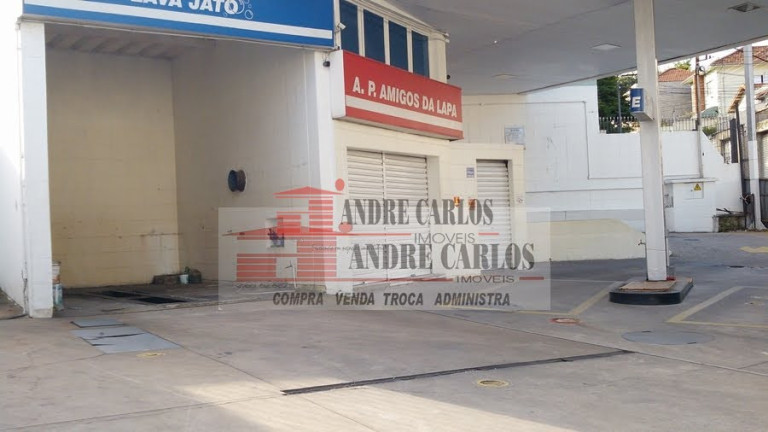 LAVA JATO
A. P. AMIGOS DA LAPA
E
ANDRE CARLOS
IMOVEIS
ANDRE CARLOS
IMOVEIS
COMPRA VENDA TROCA ADMINISTRA